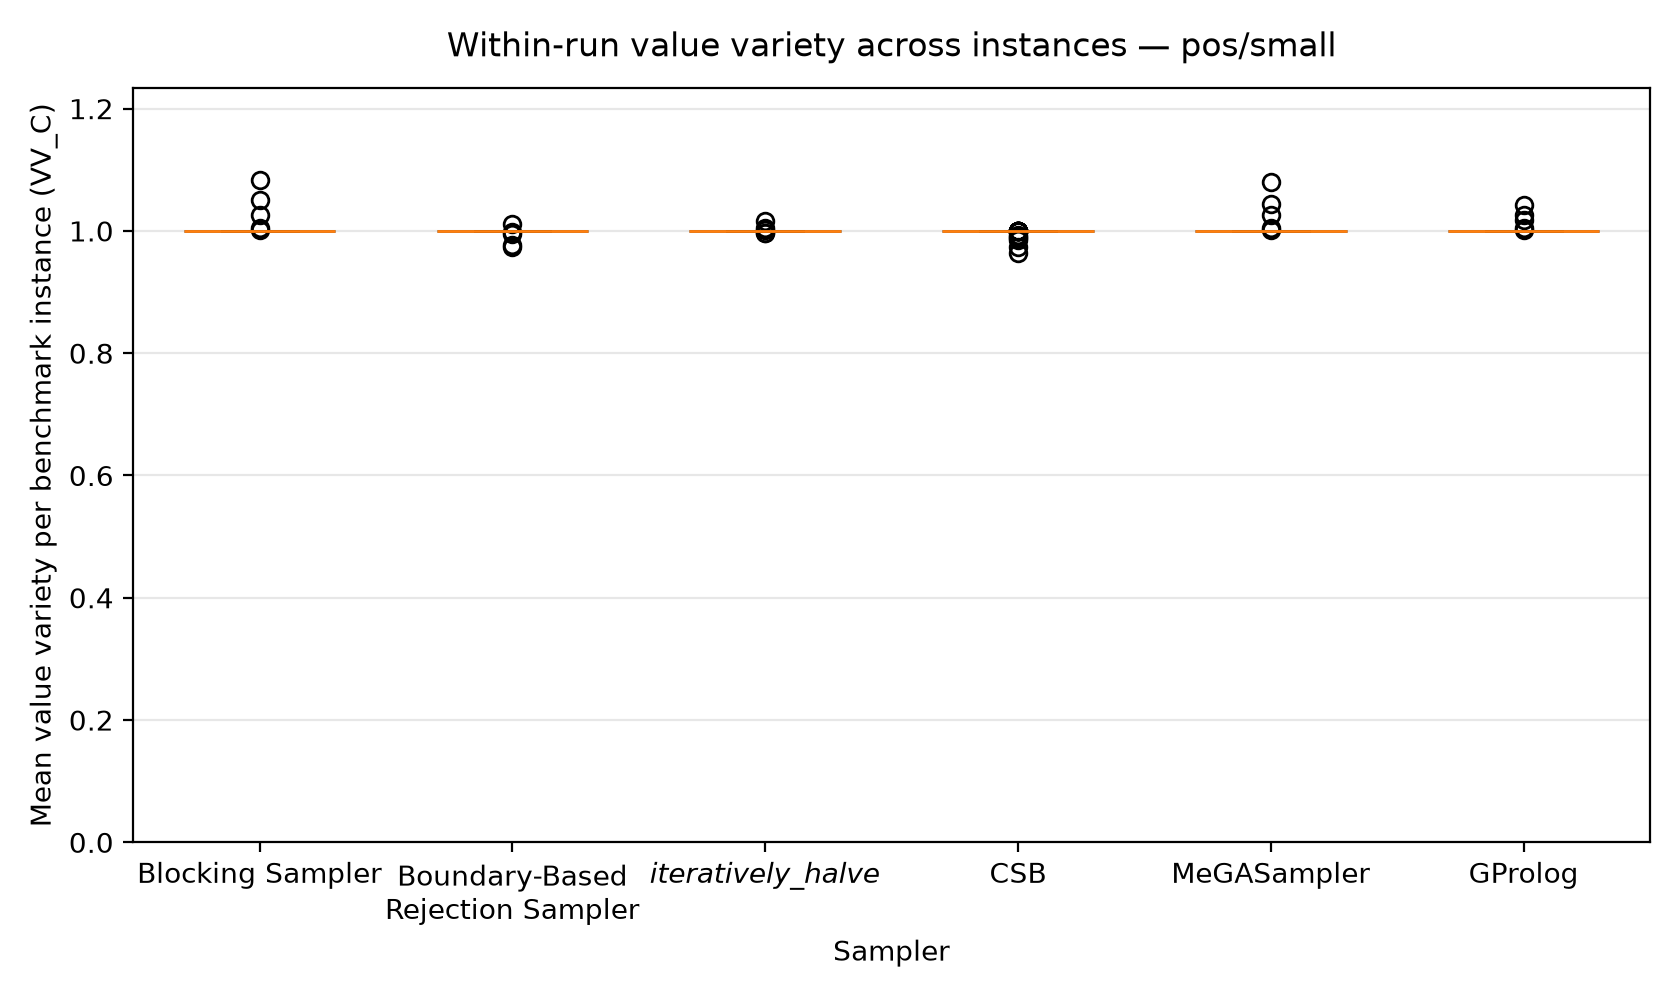 Within-run value variety across instances — pos/small
Mean value variety per benchmark instance (VV_C)
1.2
1.0
0.8
0.6
0.4
0.2
0.0
Blocking Sampler
Boundary-Based
Rejection Sampler
iteratively_halve
CSB
MeGASampler
GProlog
Sampler